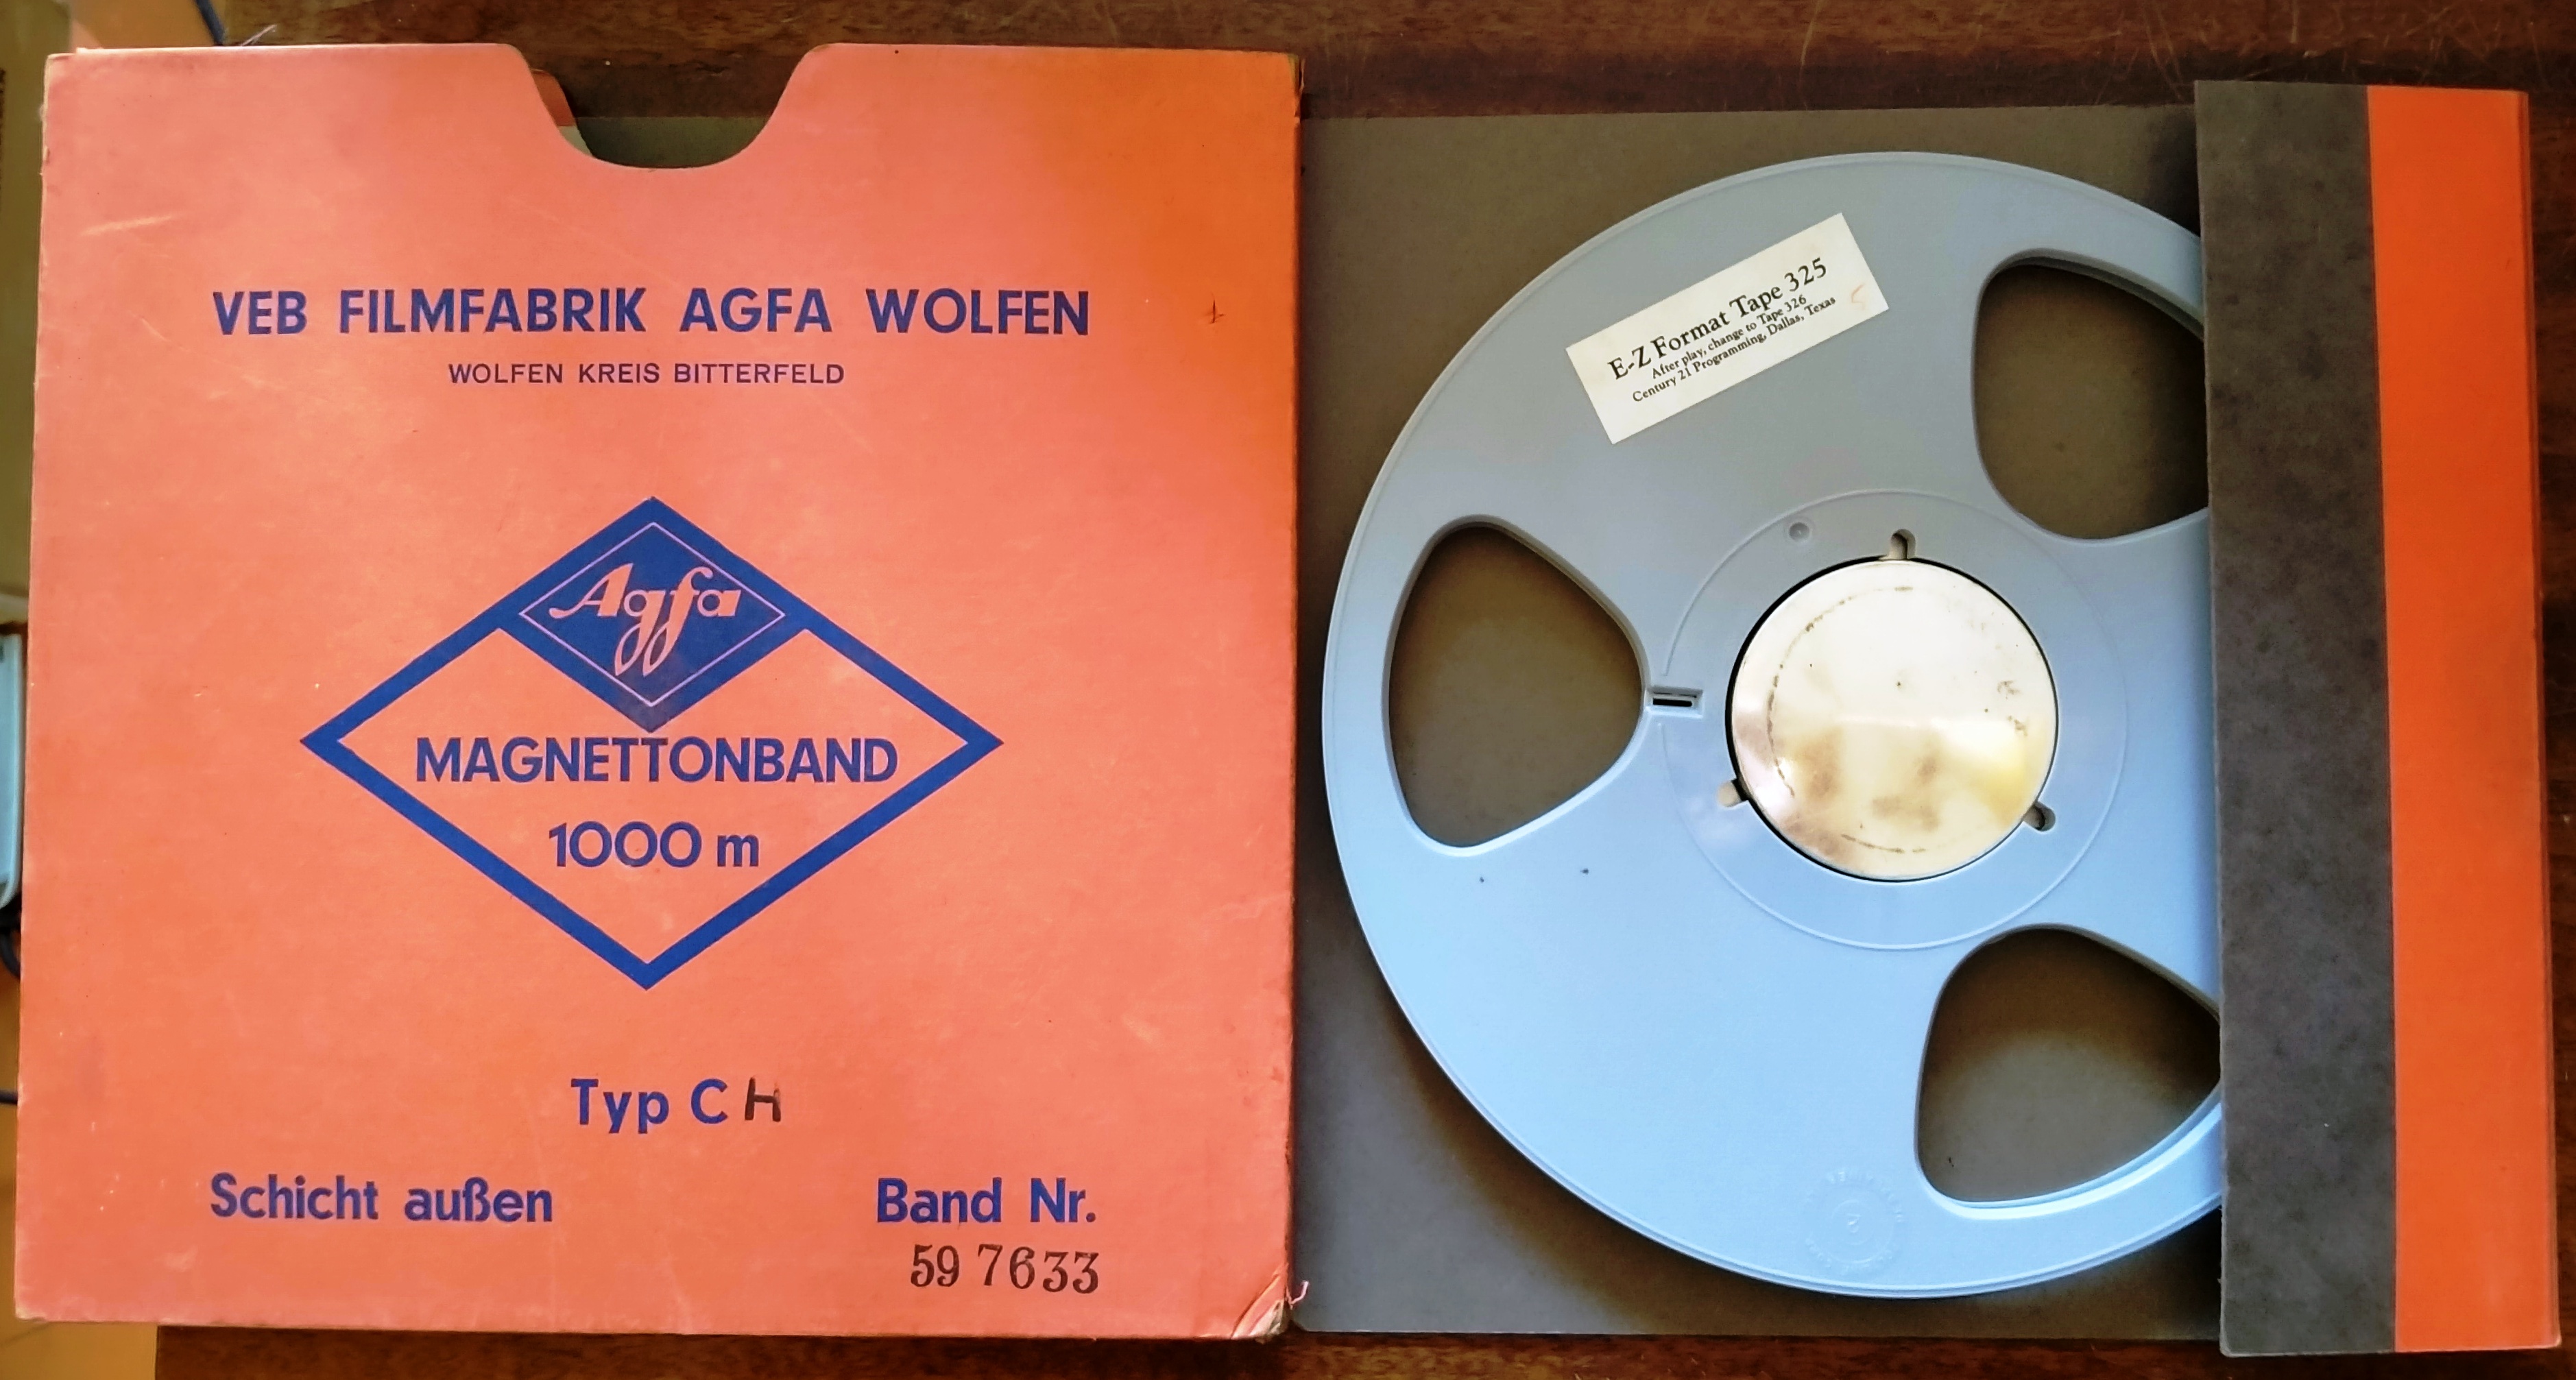 VEB FILMFABRIK AGFA WOLFEN
WOLFEN KREIS BITTERFELD
Agfa
MAGNETTONBAND
1000 m
Typ C H
Schicht außen
Band Nr.
59 7633
E-Z Format Tape 325
After play, change to Tape 326
Century 21 Programming, Dallas, Texas